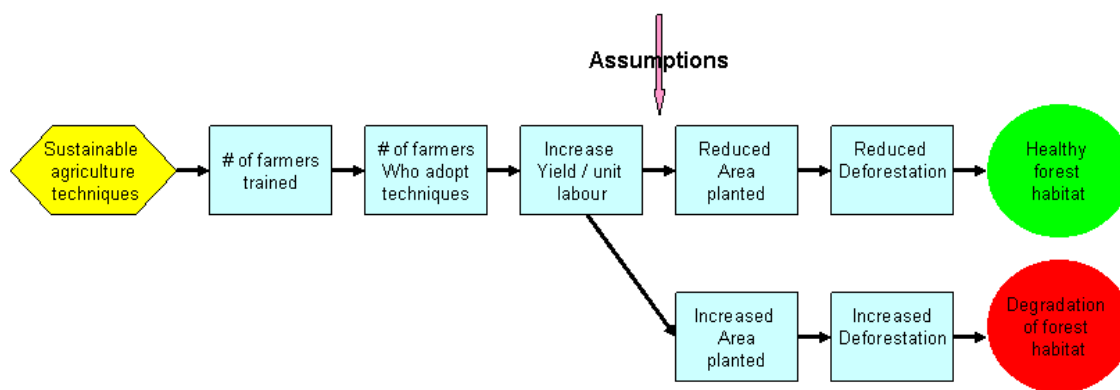 Assumptions
Sustainable
agriculture
techniques
# of farmers
trained
# of farmers
Who adopt
techniques
Increase
Yield / unit
labour
Reduced
Area
planted
Reduced
Deforestation
Healthy
forest
habitat
Increased
Area
planted
Increased
Deforestation
Degradation
of forest
habitat